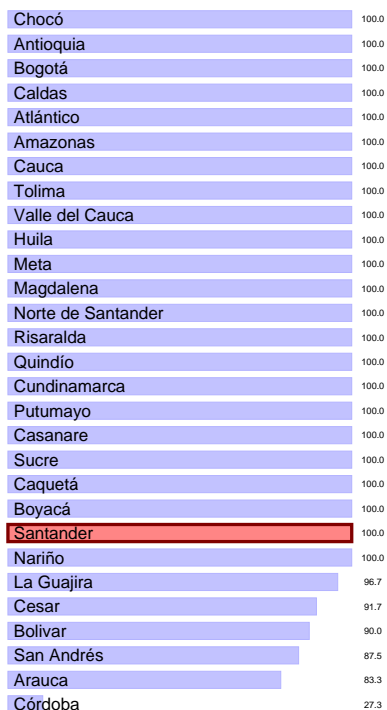 Chocó 100.0
Antioquia 100.0
Bogotá 100.0
Caldas 100.0
Atlántico 100.0
Amazonas 100.0
Cauca 100.0
Tolima 100.0
Valle del Cauca 100.0
Huila 100.0
Meta 100.0
Magdalena 100.0
Norte de Santander 100.0
Risaralda 100.0
Quindío 100.0
Cundinamarca 100.0
Putumayo 100.0
Casanare 100.0
Sucre 100.0
Caquetá 100.0
Boyacá 100.0
Santander 100.0
Nariño 100.0
La Guajira 96.7
Cesar 91.7
Bolivar 90.0
San Andrés 87.5
Arauca 83.3
Córdoba 27.3